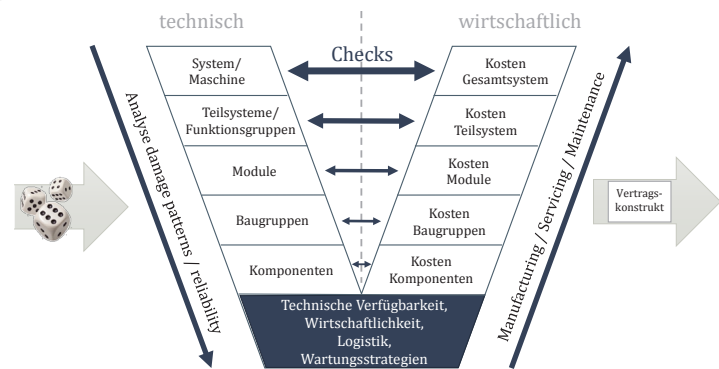 technisch
wirtschaftlich
Checks
System/
Maschine
Kosten
Gesamtsystem
Teilsysteme/
Funktionsgruppen
Kosten
Teilsystem
Module
Kosten
Module
Baugruppen
Kosten
Baugruppen
Komponenten
Kosten
Komponenten
Technische Verfügbarkeit,
Wirtschaftlichkeit,
Logistik,
Wartungsstrategien
Analyse damage patterns / reliability
Manufacturing / Servicing / Maintenance
Vertrags-
konstrukt